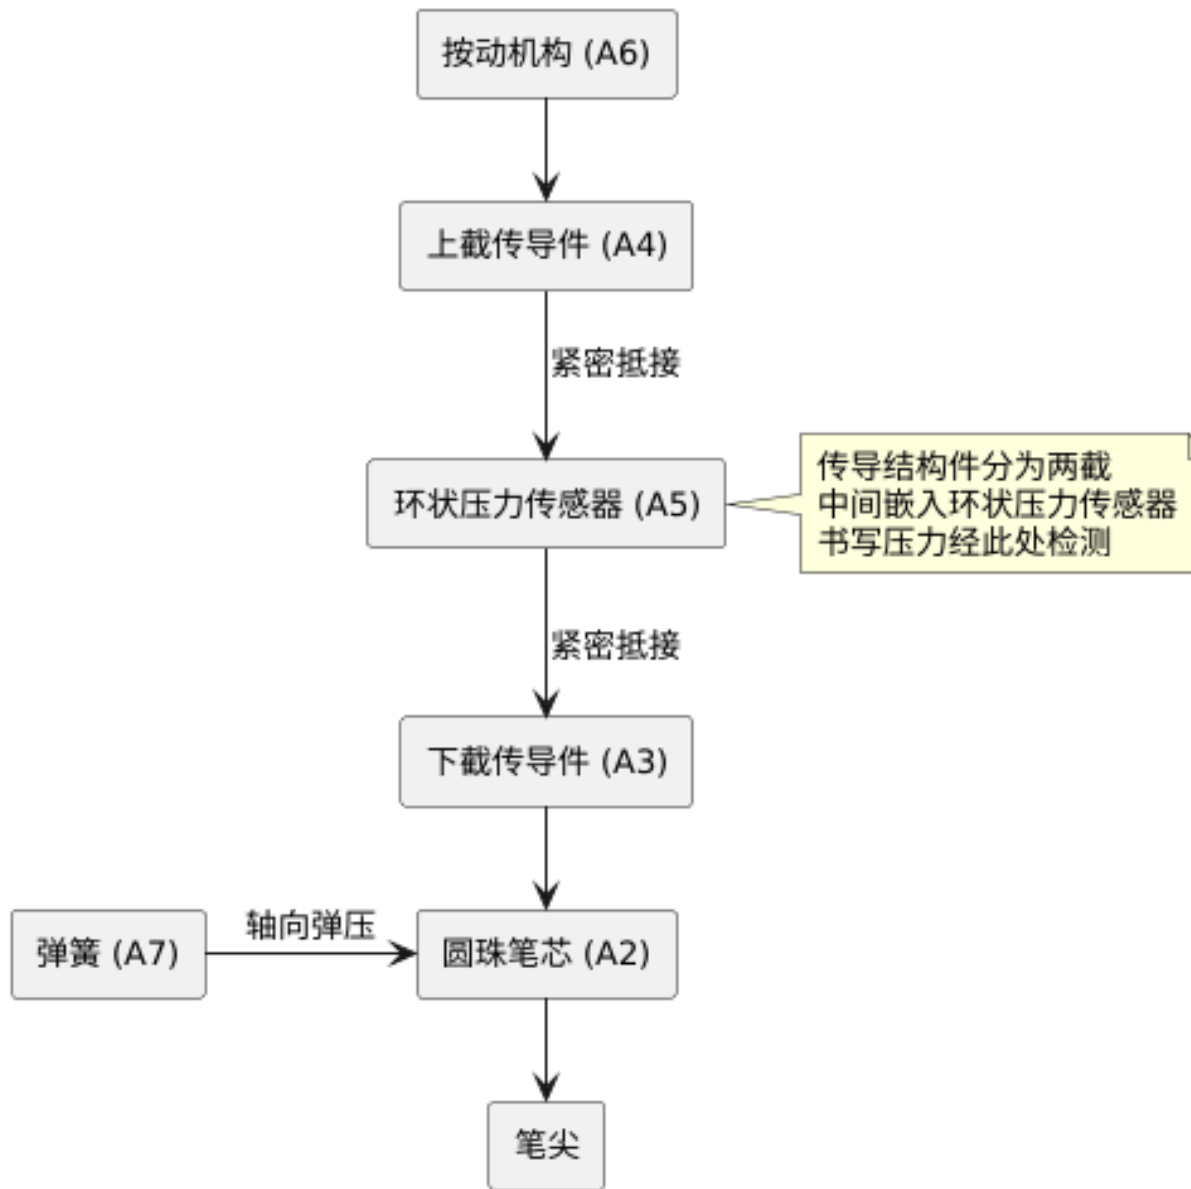 按动机构 (A6)
上截传导件 (A4)
紧密抵接
环状压力传感器 (A5)
传导结构件分为两截
中间嵌入环状压力传感器
书写压力经此处检测
紧密抵接
下截传导件 (A3)
弹簧 (A7)
轴向弹压
圆珠笔芯 (A2)
笔尖